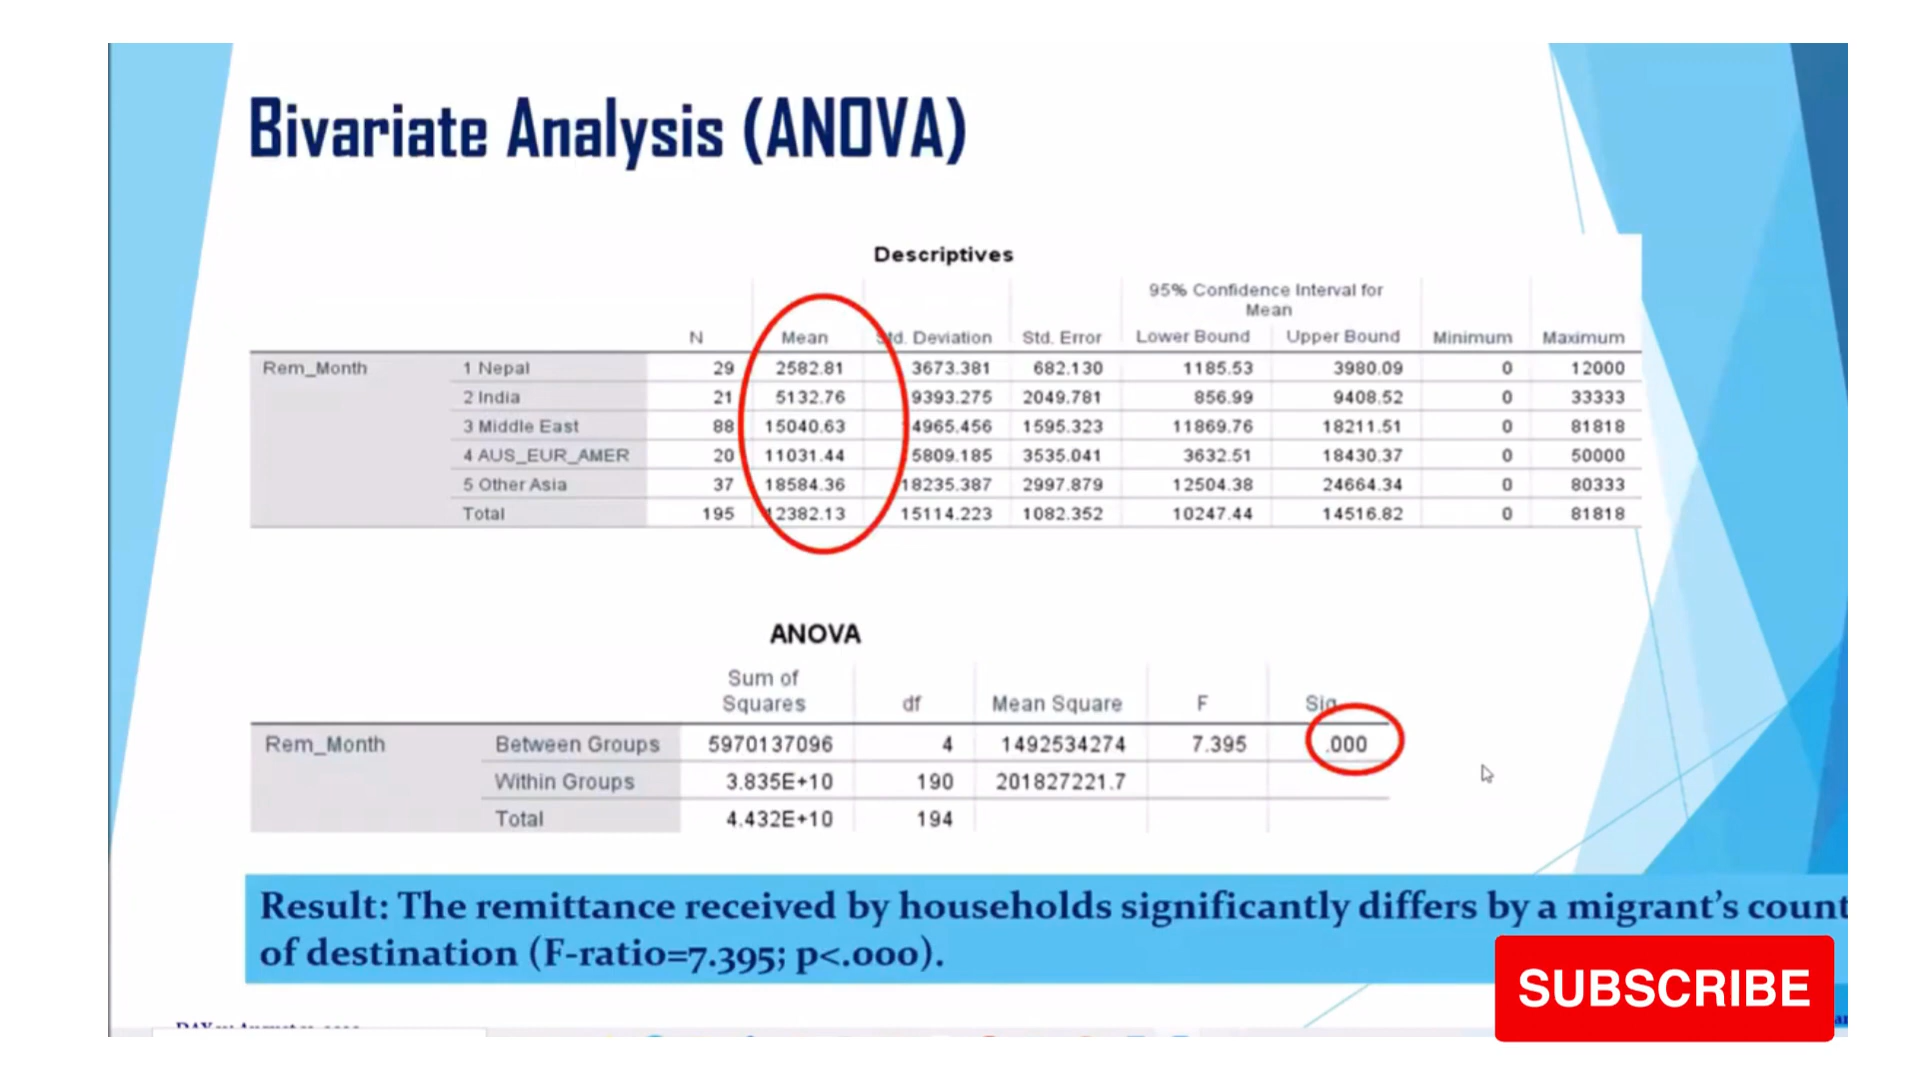 Bivariate Analysis (ANOVA)
Descriptives
95% Confidence Interval for
Mean
N Mean Std. Deviation Std. Error Lower Bound Upper Bound Minimum Maximum
Rem_Month 1 Nepal 29 2582.81 3673.381 682.130 1185.53 3980.09 0 12000
2 India 21 5132.76 9393.275 2049.781 856.99 9408.52 0 33333
3 Middle East 88 15040.63 4965.456 1595.323 11869.76 18211.51 0 81818
4 AUS_EUR_AMER 20 11031.44 5809.185 3535.041 3632.51 18430.37 0 50000
5 Other Asia 37 18584.36 18235.387 2997.879 12504.38 24664.34 0 80333
Total 195 12382.13 15114.223 1082.352 10247.44 14516.82 0 81818
ANOVA
Sum of
Squares df Mean Square F Sig.
Rem_Month Between Groups 5970137096 4 1492534274 7.395 .000
Within Groups 3.835E+10 190 201827221.7
Total 4.432E+10 194
Result: The remittance received by households significantly differs by a migrant's count
of destination (F-ratio=7.395; p<.000).
SUBSCRIBE